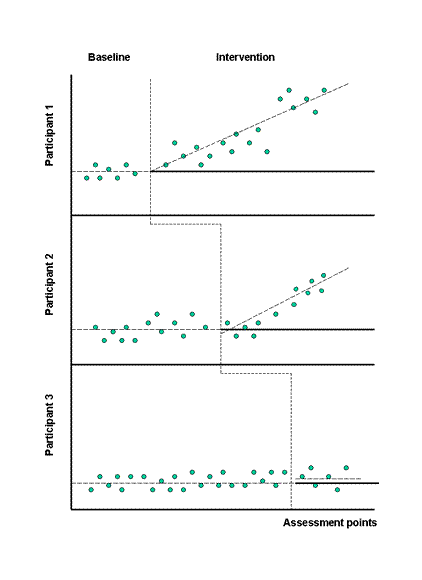 Baseline Intervention
Participant 1
Participant 2
Participant 3
Assessment points